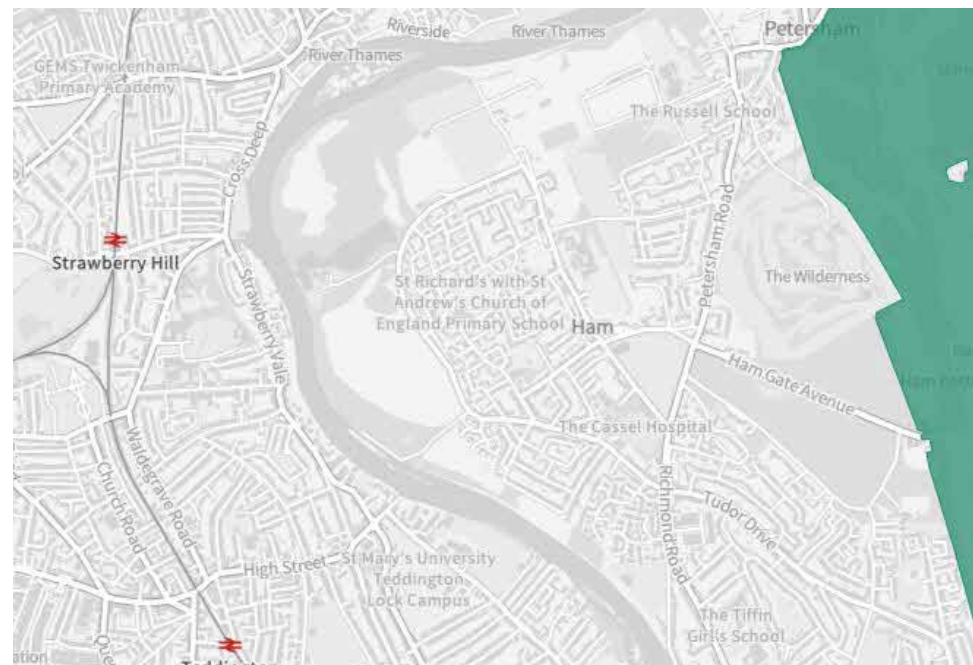 Riverside
River Thames
Petersham
River Thames
GEMS Twickenham
Primary Academy
The Russell School
Cross Deep
Petersham Road
Strawberry Hill
The Wilderness
St Richard's with St
Andrew's Church of
England Primary School
Strawberry Vale
Ham
Ham Gate Avenue
The Cassel Hospital
Waldegrave Road
Church Road
Richmond Road
Tudor Drive
High Street
St Mary's University
Teddington
Lock Campus
The Tiffin
Girls School
Teddington